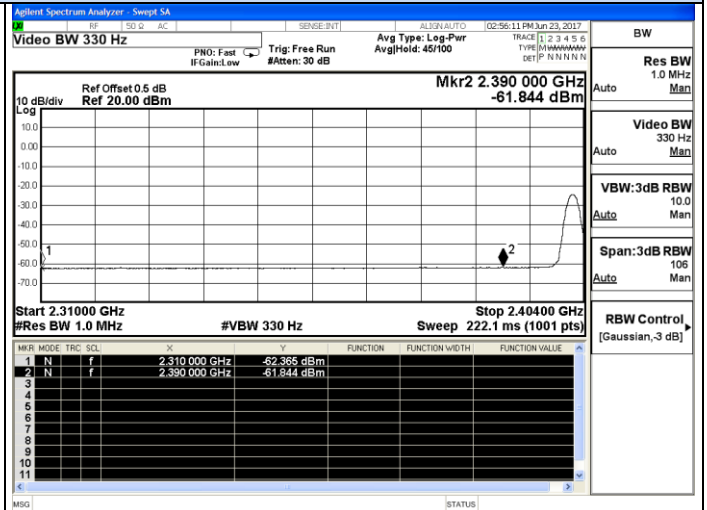 Agilent Spectrum Analyzer - Swept SA
LXI RF 50 Ω AC SENSE:INT ALIGN AUTO 02:56:11 PM Jun 23, 2017
Video BW 330 Hz
PNO: Fast
IFGain:Low
Trig: Free Run
#Atten: 30 dB
Avg Type: Log-Pwr
Avg|Hold: 45/100
TRACE 1 2 3 4 5 6
TYPE M
DET P N N N N N
Ref Offset 0.5 dB
10 dB/div Ref 20.00 dBm
Log
Mkr2 2.390 000 GHz
-61.844 dBm
10.0
0.00
-10.0
-20.0
-30.0
-40.0
-50.0
-60.0
-70.0
1
2
Start 2.31000 GHz Stop 2.40400 GHz
#Res BW 1.0 MHz #VBW 330 Hz Sweep 222.1 ms (1001 pts)
MKR MODE TRC SCL X Y FUNCTION FUNCTION WIDTH FUNCTION VALUE
1 N f 2.310 000 GHz -62.365 dBm
2 N f 2.390 000 GHz -61.844 dBm
3
4
5
6
7
8
9
10
11
MSG STATUS
BW
Res BW
1.0 MHz
Auto Man
Video BW
330 Hz
Auto Man
VBW:3dB RBW
10.0
Auto Man
Span:3dB RBW
106
Auto Man
RBW Control
[Gaussian,-3 dB]